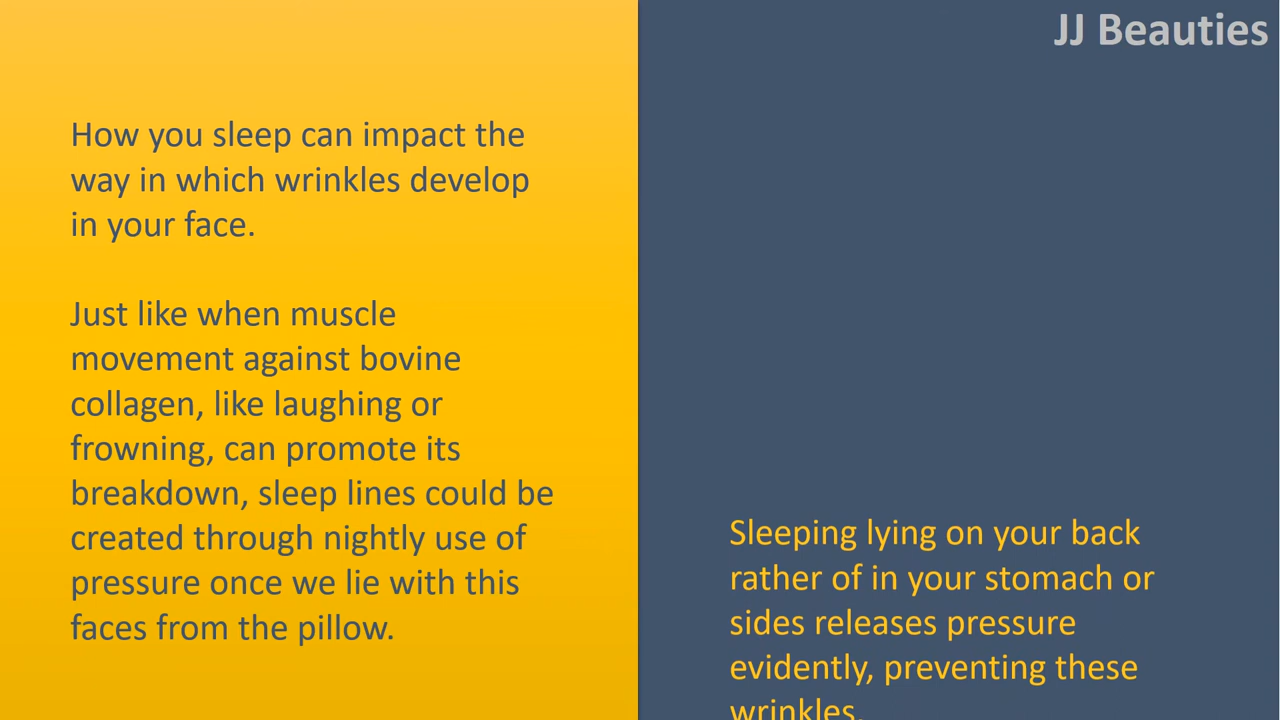 JJ Beauties
How you sleep can impact the
way in which wrinkles develop
in your face.
Just like when muscle
movement against bovine
collagen, like laughing or
frowning, can promote its
breakdown, sleep lines could be
created through nightly use of
pressure once we lie with this
faces from the pillow.
Sleeping lying on your back
rather of in your stomach or
sides releases pressure
evidently, preventing these
wrinkles.